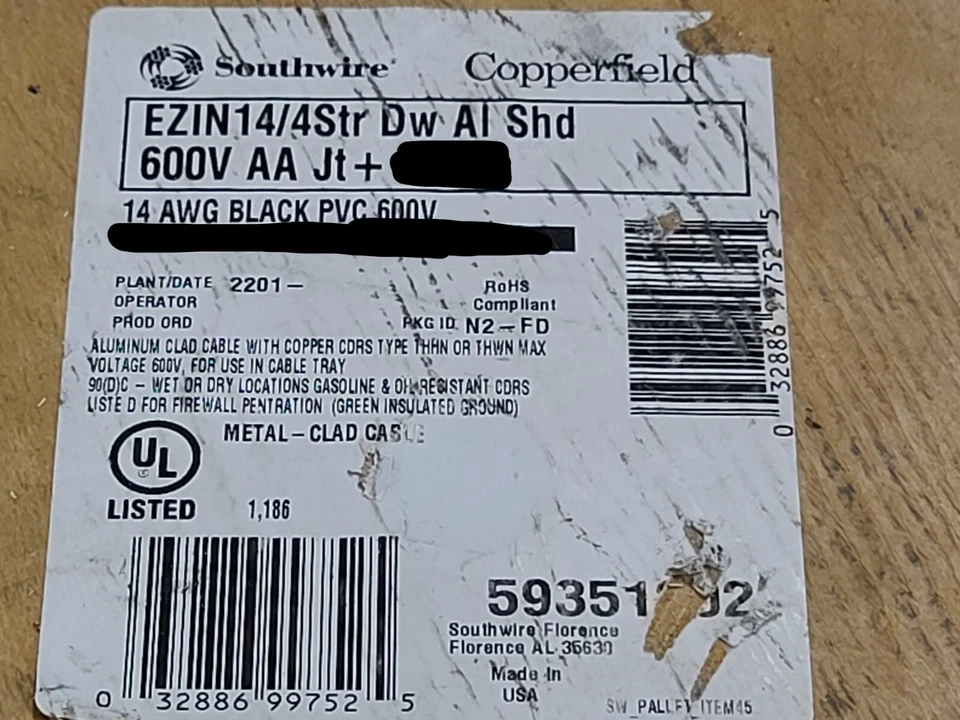 Southwire Copperfield
EZIN14/4Str Dw Al Shd
600V AA Jt+
14 AWG BLACK PVC 600V
PLANT/DATE 2201-
OPERATOR
PROD ORD
RoHS
Compliant
PKG ID N2-FD
ALUMINUM CLAD CABLE WITH COPPER CDRS TYPE THHN OR THWN MAX
VOLTAGE 600V, FOR USE IN CABLE TRAY
90(D)C - WET OR DRY LOCATIONS GASOLINE & OIL RESISTANT CDRS
LISTE D FOR FIREWALL PENTRATION (GREEN INSULATED GROUND)
METAL-CLAD CABLE
UL
LISTED
1,186
0 32886 99752 5
0 32886 99752 5
Southwire Florence
Florence AL 35630
Made In
USA
SW_PALLET_ITEM45